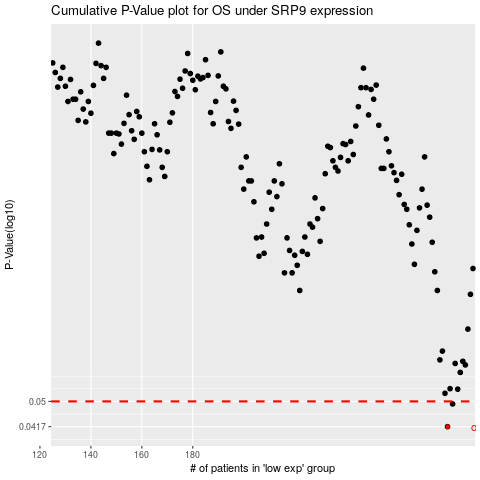 Cumulative P-Value plot for OS under SRP9 expression
P-Value(log10)
0.05
0.0417
120 140 160 180
# of patients in 'low exp' group